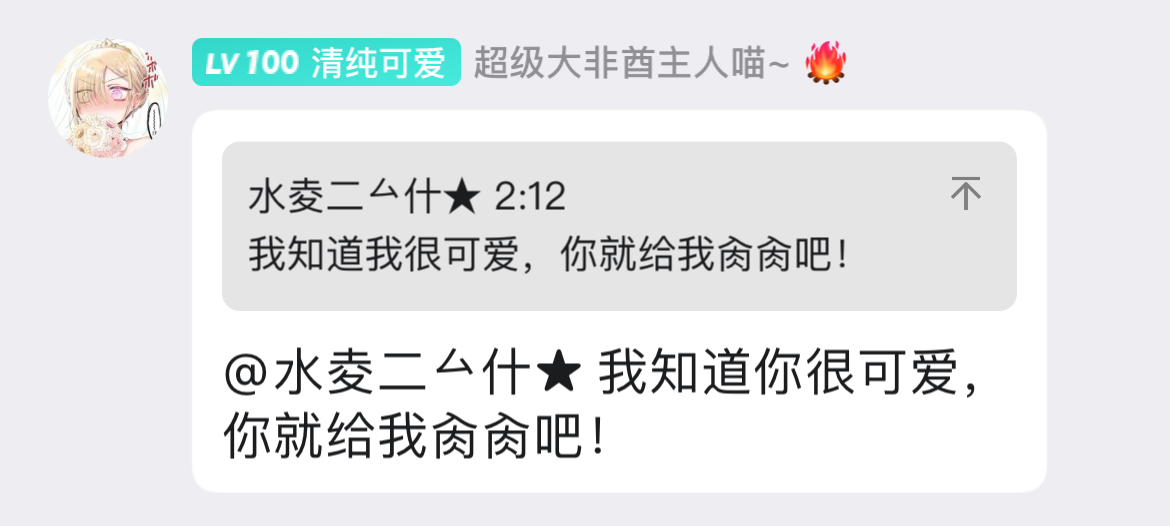 LV 100 清纯可爱 超级大非酋主人喵~
水夌二厶什★ 2:12
我知道我很可爱，你就给我肏肏吧！
@水夌二厶什★ 我知道你很可爱，
你就给我肏肏吧！